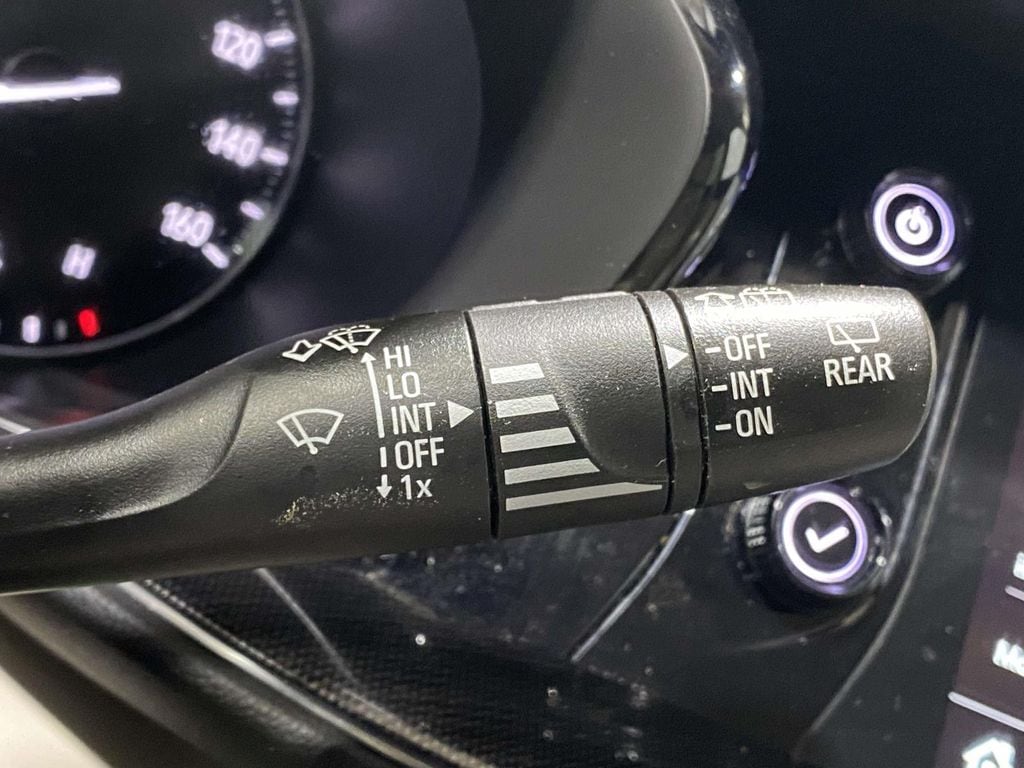 120
140
160
H
HI
LO
INT
OFF
1x
-OFF
-INT
-ON
REAR